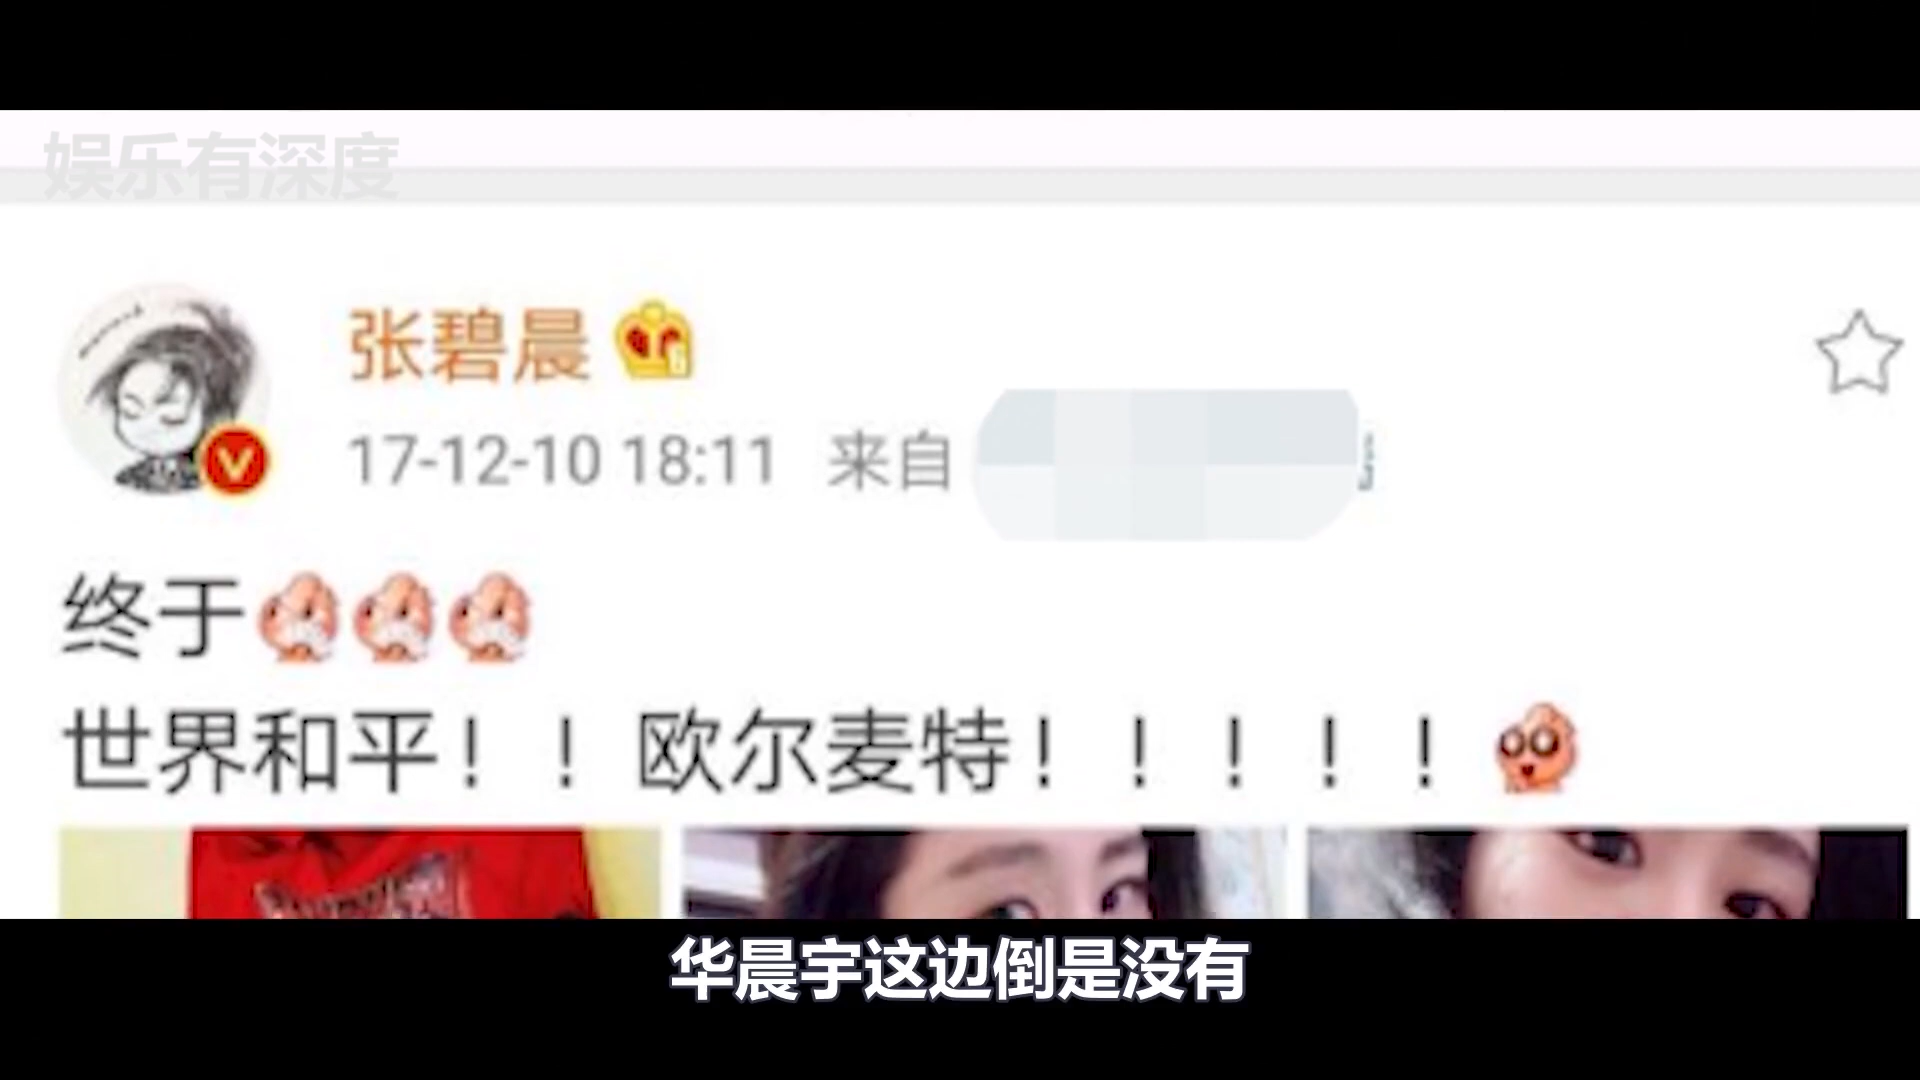 娱乐有深度
张碧晨
17-12-10 18:11 来自
终于
世界和平！！欧尔麦特！！！！！
华晨宇这边倒是没有